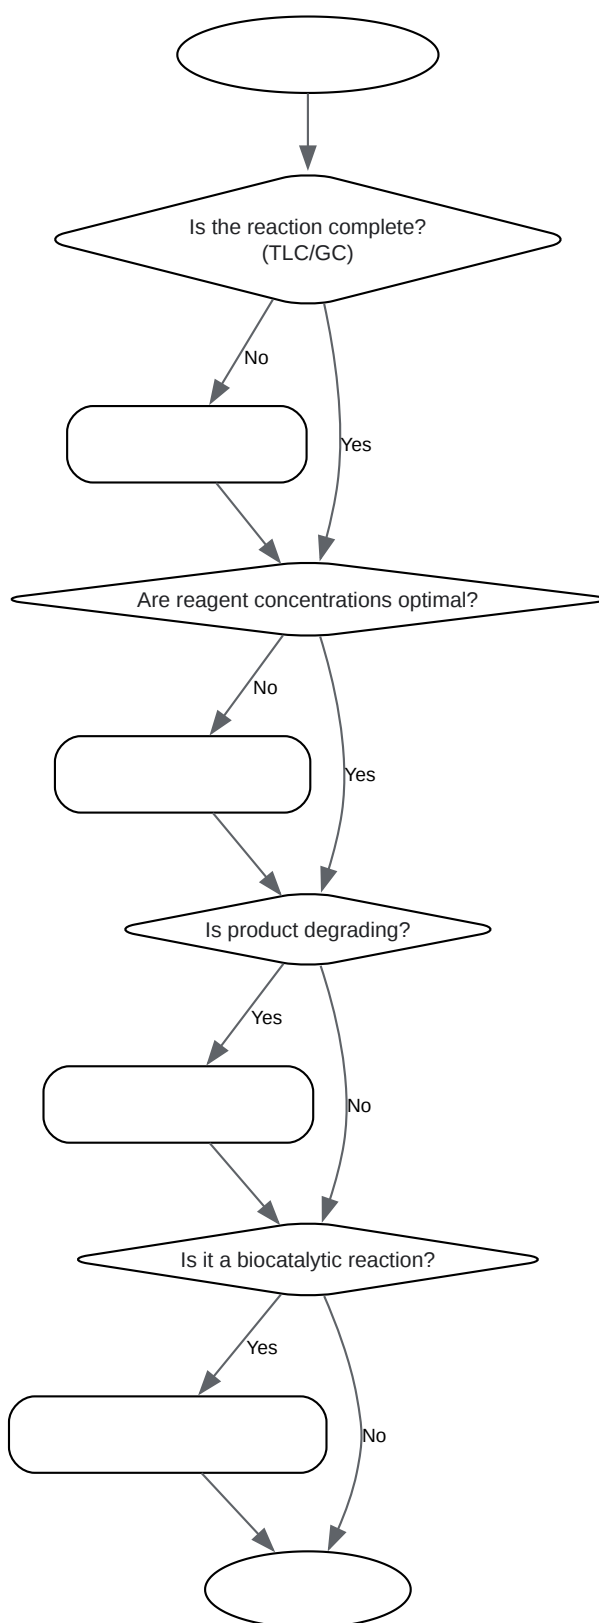 Is the reaction complete?
(TLC/GC)
No
Yes
Are reagent concentrations optimal?
No
Yes
Is product degrading?
Yes
No
Is it a biocatalytic reaction?
Yes
No